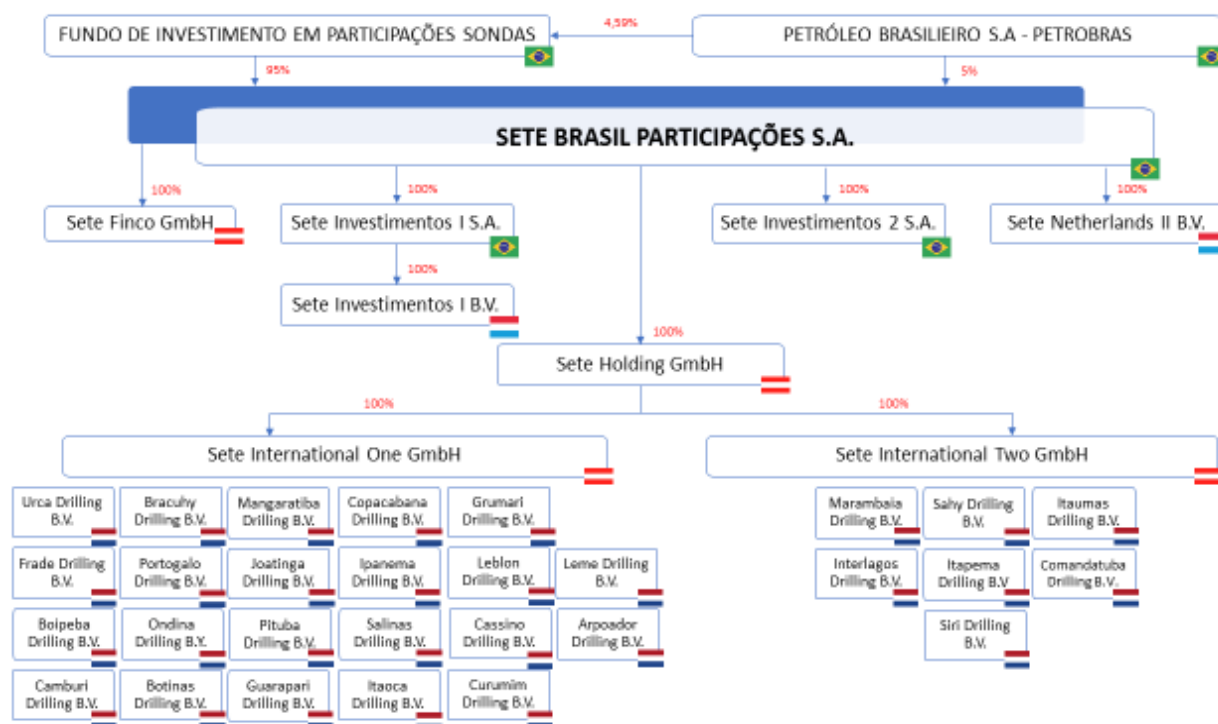 FUNDO DE INVESTIMENTO EM PARTICIPAÇÕES SONDAS
4,59%
PETRÓLEO BRASILIEIRO S.A - PETROBRAS
95%
5%
SETE BRASIL PARTICIPAÇÕES S.A.
100%
100%
100%
100%
Sete Finco GmbH
Sete Investimentos I S.A.
Sete Investimentos 2 S.A.
Sete Netherlands II B.V.
100%
Sete Investimentos I B.V.
100%
Sete Holding GmbH
100%
100%
Sete International One GmbH
Sete International Two GmbH
Urca Drilling
B.V.
Bracuhy
Drilling B.V.
Mangaratiba
Drilling B.V.
Copacabana
Drilling B.V.
Grumari
Drilling B.V.
Marambaia
Drilling B.V.
Sahy Drilling
B.V.
Itaumas
Drilling B.V.
Frade Drilling
B.V.
Portogalo
Drilling B.V.
Joatinga
Drilling B.V.
Ipanema
Drilling B.V.
Leblon
Drilling B.V.
Leme Drilling
B.V.
Interlagos
Drilling B.V.
Itapema
Drilling B.V
Comandatuba
Drilling B.V.
Boipeba
Drilling B.V.
Ondina
Drilling B.V.
Pituba
Drilling B.V.
Salinas
Drilling B.V.
Cassino
Drilling B.V.
Arpoador
Drilling B.V.
Siri Drilling
B.V.
Camburi
Drilling B.V.
Botinas
Drilling B.V.
Guarapari
Drilling B.V.
Itaoca
Drilling B.V.
Curumim
Drilling B.V.